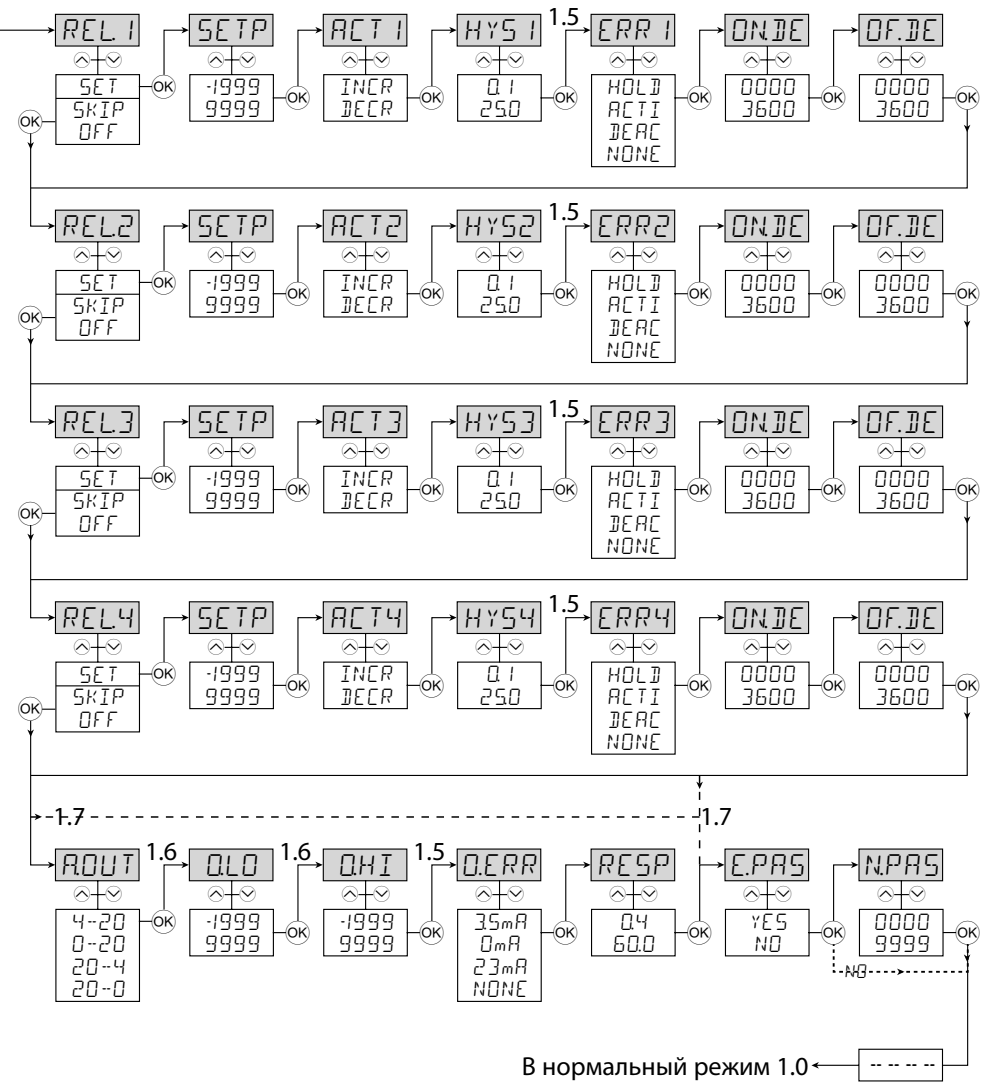 1.5
REL.1 SETP ACT1 HYS1 ERR1 ON.DE OF.DE
SET -1999 INCR 0.1 HOLD 0000 0000
SKIP 9999 DECR 25.0 ACTI 3600 3600
OFF DEAC
NONE
OK OK OK OK OK OK OK OK
1.5
REL.2 SETP ACT2 HYS2 ERR2 ON.DE OF.DE
SET -1999 INCR 0.1 HOLD 0000 0000
SKIP 9999 DECR 25.0 ACTI 3600 3600
OFF DEAC
NONE
OK OK OK OK OK OK OK OK
1.5
REL.3 SETP ACT3 HYS3 ERR3 ON.DE OF.DE
SET -1999 INCR 0.1 HOLD 0000 0000
SKIP 9999 DECR 25.0 ACTI 3600 3600
OFF DEAC
NONE
OK OK OK OK OK OK OK OK
1.5
REL.4 SETP ACT4 HYS4 ERR4 ON.DE OF.DE
SET -1999 INCR 0.1 HOLD 0000 0000
SKIP 9999 DECR 25.0 ACTI 3600 3600
OFF DEAC
NONE
OK OK OK OK OK OK OK OK
1.7 1.7
1.6 1.6 1.5
A.OUT O.LO O.HI O.ERR RESP E.PAS N.PAS
4--20 -1999 -1999 3.5mA 0.4 YES 0000
0--20 9999 9999 0mA 60.0 NO 9999
20--4 23mA
20--0 NONE
OK OK OK OK OK OK OK
NO
В нормальный режим 1.0 -- -- -- --